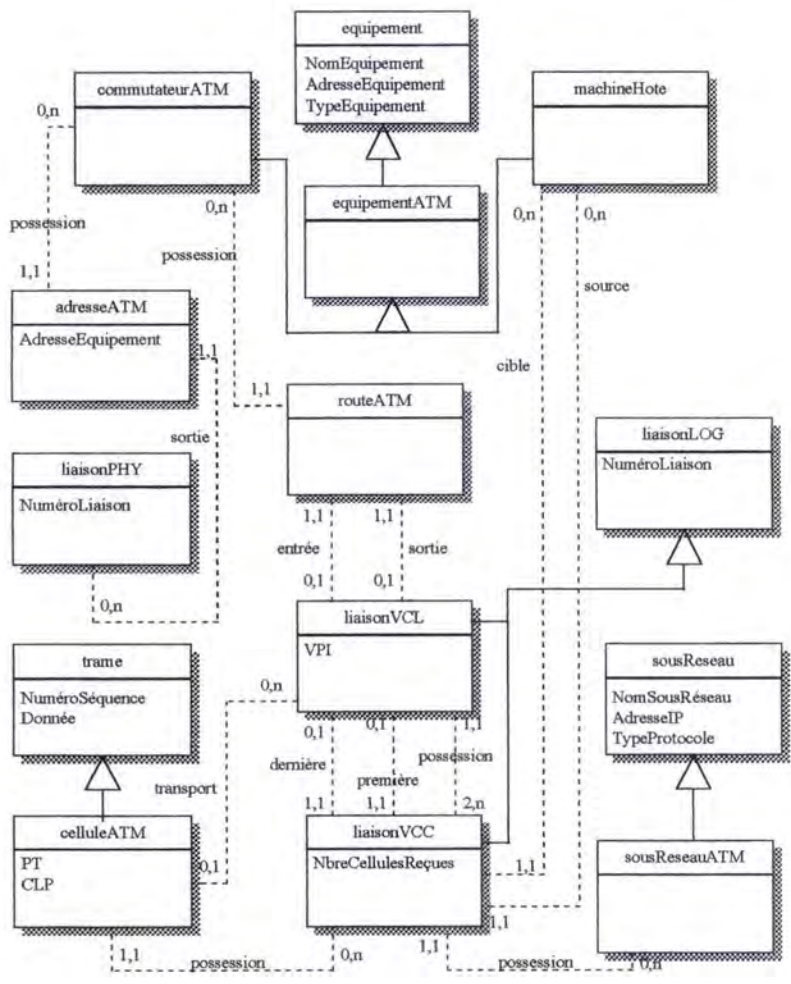 equipement
NomEquipement
AdresseEquipement
TypeEquipement
commutateurATM
machineHote
0,n
possession
1,1
0,n
possession
1,1
equipementATM
0,n
0,n
source
cible
adresseATM
AdresseEquipement
1,1
sortie
routeATM
liaisonLOG
NuméroLiaison
liaisonPHY
NuméroLiaison
0,n
1,1
1,1
entrée
sortie
0,1
0,1
liaisonVCL
VPI
trame
NuméroSéquence
Donnée
0,n
transport
0,1
sousReseau
NomSousRéseau
AdresseIP
TypeProtocole
0,1
0,1
1,1
dernière
première
possession
1,1
1,1
2,n
celluleATM
PT
CLP
liaisonVCC
NbreCellulesReçues
1,1
1,1
sousReseauATM
1,1
possession
0,n
1,1
possession
0,n